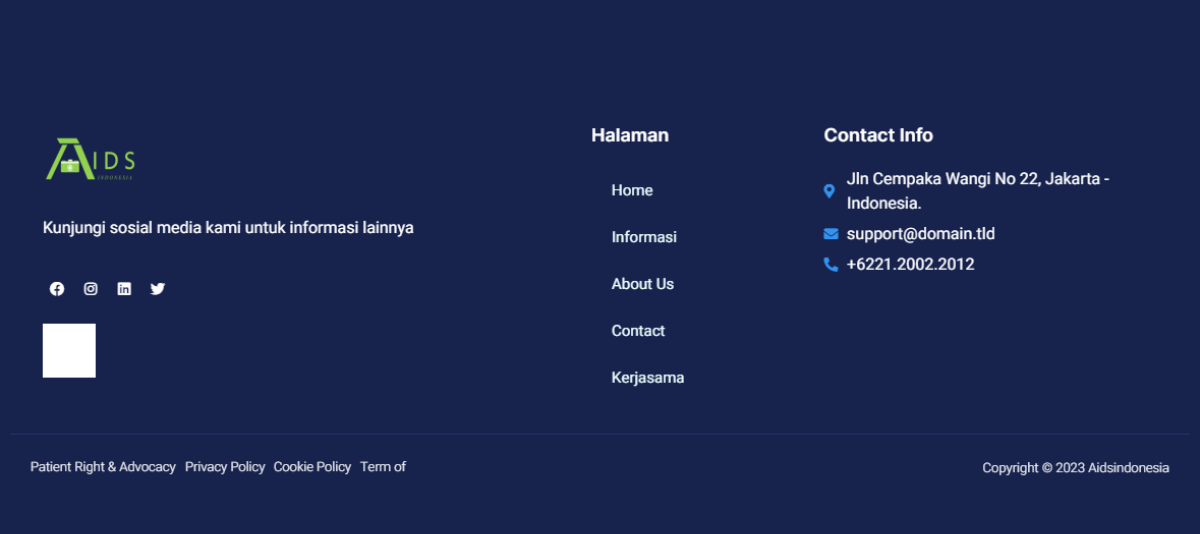 AIDS
INDONESIA
Kunjungi sosial media kami untuk informasi lainnya
Halaman
Home
Informasi
About Us
Contact
Kerjasama
Contact Info
Jln Cempaka Wangi No 22, Jakarta -
Indonesia.
support@domain.tld
+6221.2002.2012
Patient Right & Advocacy Privacy Policy Cookie Policy Term of
Copyright © 2023 Aidsindonesia